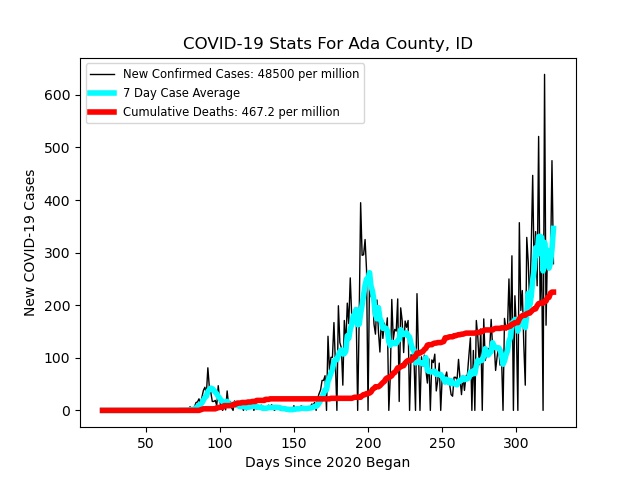 COVID-19 Stats For Ada County, ID
New Confirmed Cases: 48500 per million
7 Day Case Average
Cumulative Deaths: 467.2 per million
New COVID-19 Cases
600
500
400
300
200
100
0
50 100 150 200 250 300
Days Since 2020 Began